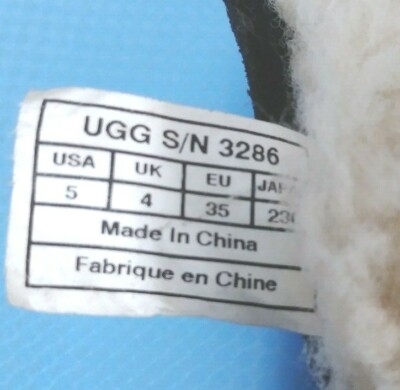 UGG S/N 3286
USA UK EU
5 4 35
Made In China
Fabrique en Chine